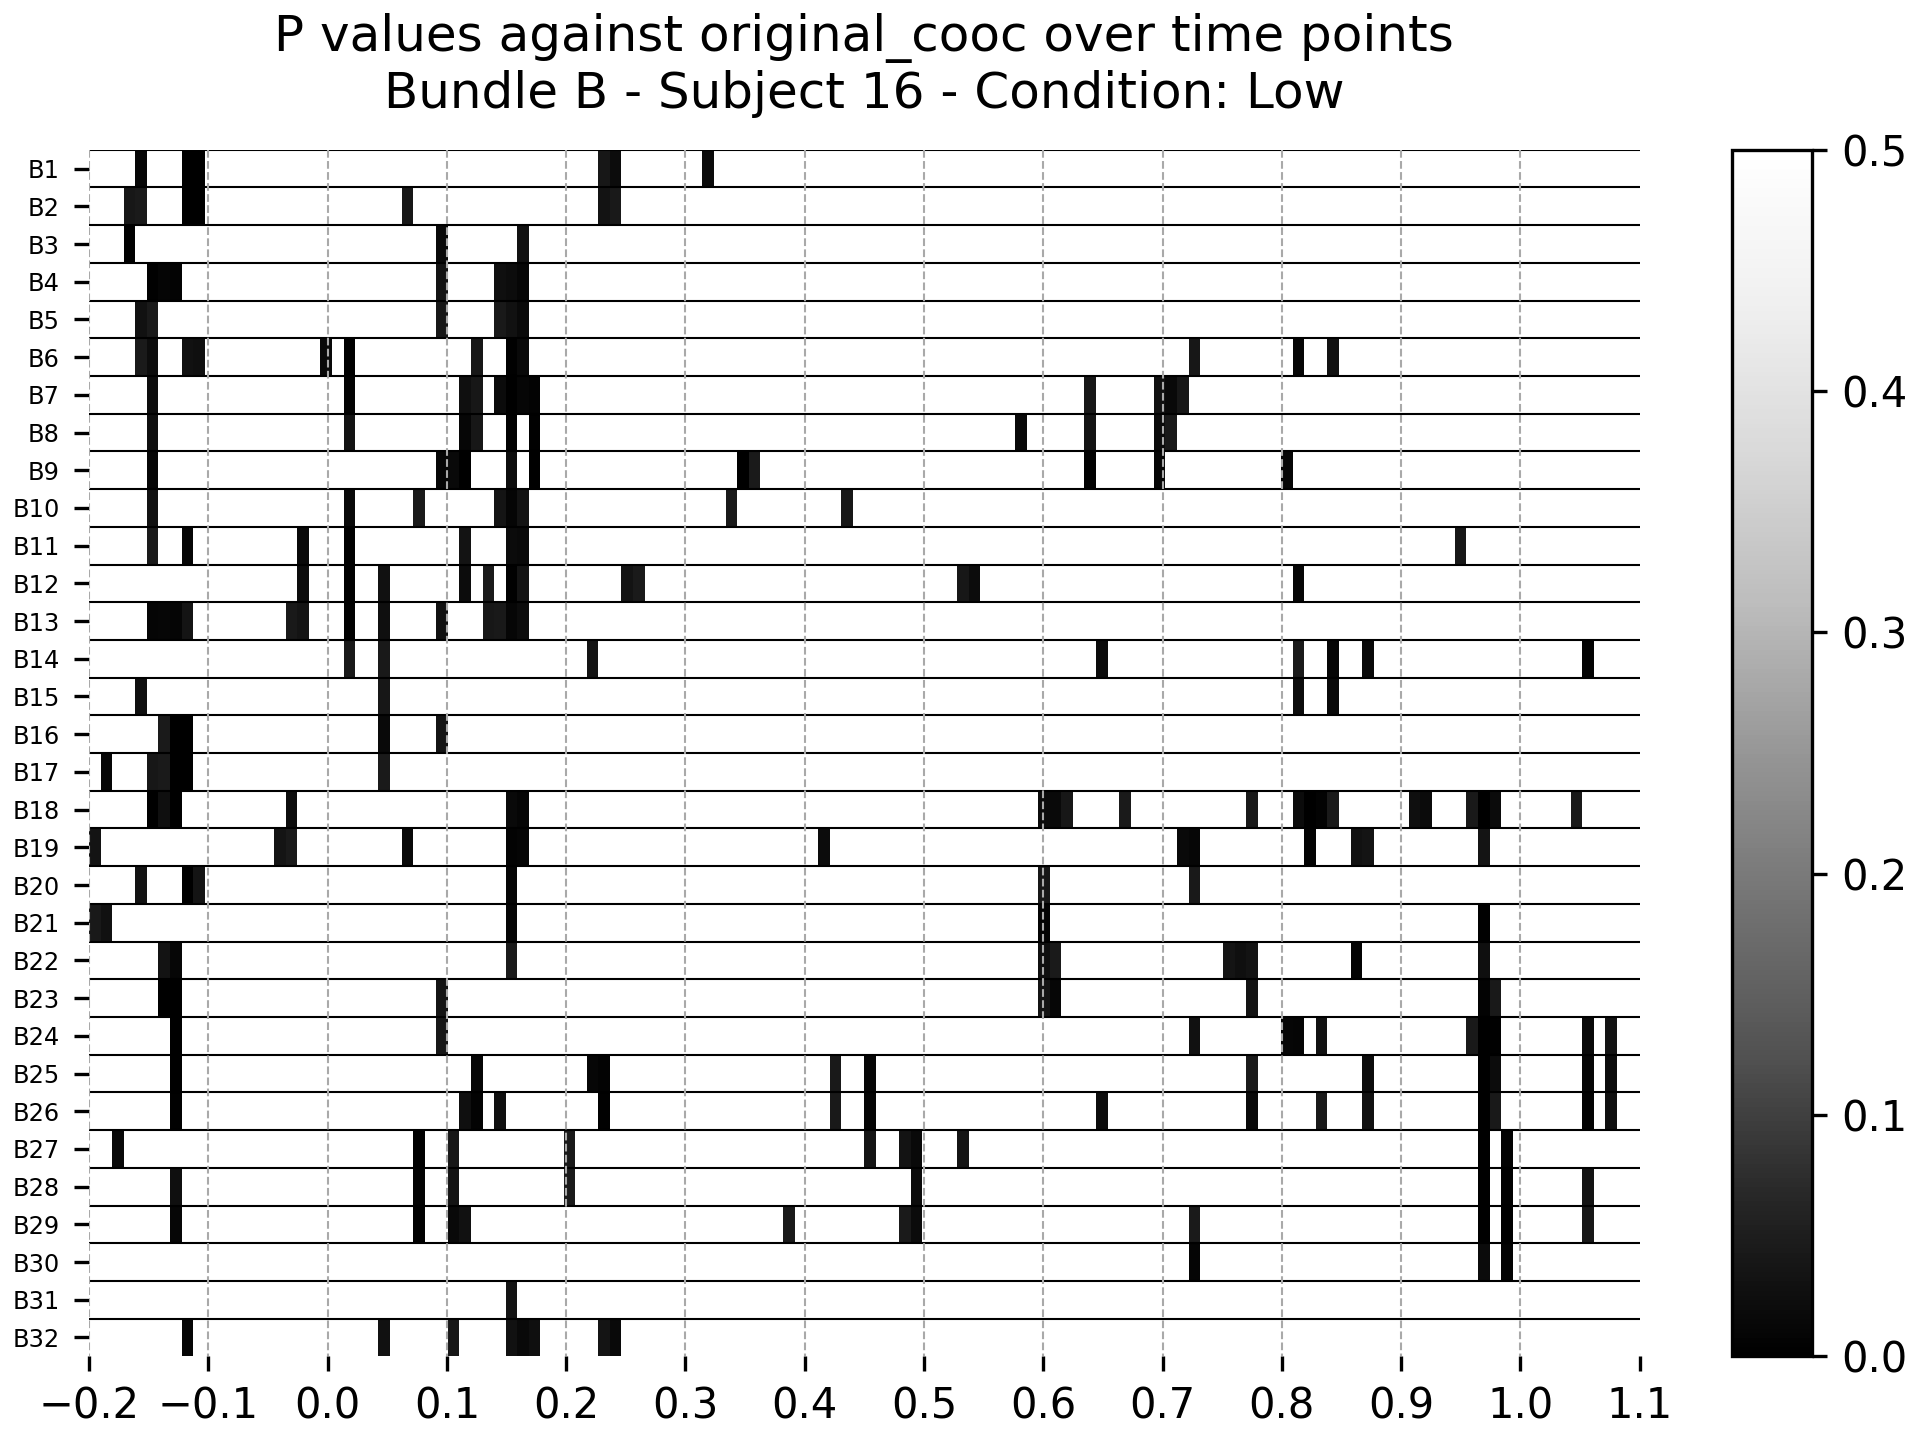 P values against original_cooc over time points
Bundle B - Subject 16 - Condition: Low
B1
B2
B3
B4
B5
B6
B7
B8
B9
B10
B11
B12
B13
B14
B15
B16
B17
B18
B19
B20
B21
B22
B23
B24
B25
B26
B27
B28
B29
B30
B31
B32
−0.2 −0.1 0.0 0.1 0.2 0.3 0.4 0.5 0.6 0.7 0.8 0.9 1.0 1.1
0.5
0.4
0.3
0.2
0.1
0.0